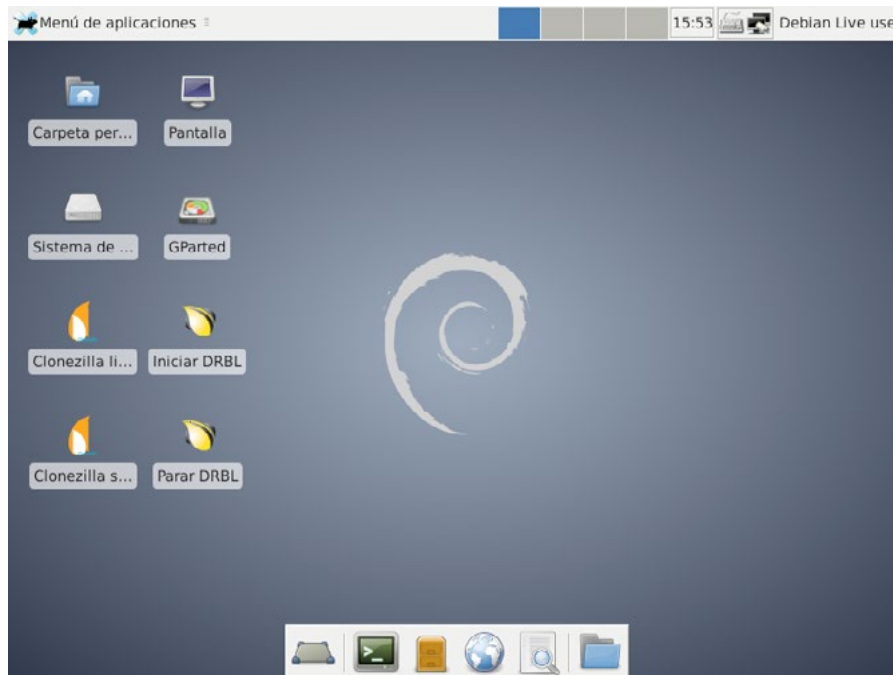 Menú de aplicaciones
15:53
Debian Live use
Carpeta per...
Pantalla
Sistema de ...
GParted
Clonezilla li...
Iniciar DRBL
Clonezilla s...
Parar DRBL
>_